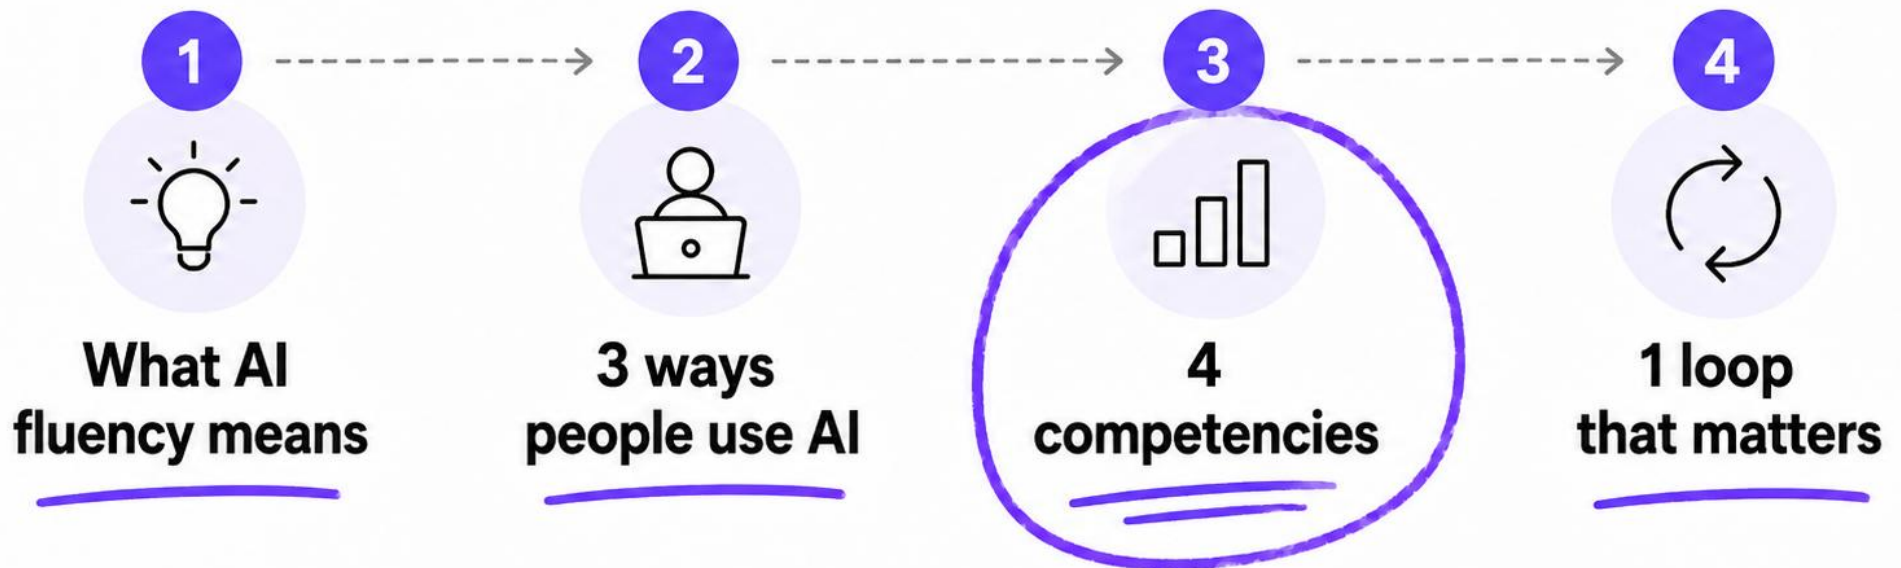 1
2
3
4
What AI
fluency means
3 ways
people use AI
4
competencies
1 loop
that matters